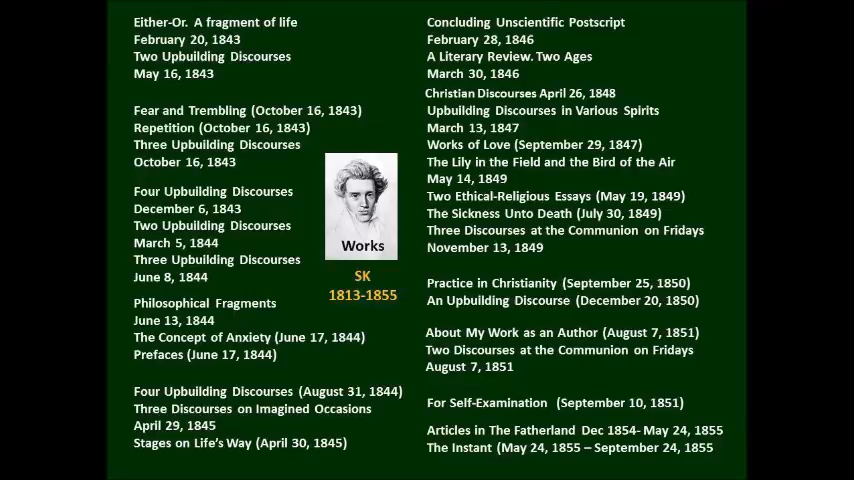 Either-Or. A fragment of life
February 20, 1843
Two Upbuilding Discourses
May 16, 1843
Fear and Trembling (October 16, 1843)
Repetition (October 16, 1843)
Three Upbuilding Discourses
October 16, 1843
Four Upbuilding Discourses
December 6, 1843
Two Upbuilding Discourses
March 5, 1844
Three Upbuilding Discourses
June 8, 1844
Philosophical Fragments
June 13, 1844
The Concept of Anxiety (June 17, 1844)
Prefaces (June 17, 1844)
Four Upbuilding Discourses (August 31, 1844)
Three Discourses on Imagined Occasions
April 29, 1845
Stages on Life's Way (April 30, 1845)
Works
SK
1813-1855
Concluding Unscientific Postscript
February 28, 1846
A Literary Review. Two Ages
March 30, 1846
Christian Discourses April 26, 1848
Upbuilding Discourses in Various Spirits
March 13, 1847
Works of Love (September 29, 1847)
The Lily in the Field and the Bird of the Air
May 14, 1849
Two Ethical-Religious Essays (May 19, 1849)
The Sickness Unto Death (July 30, 1849)
Three Discourses at the Communion on Fridays
November 13, 1849
Practice in Christianity (September 25, 1850)
An Upbuilding Discourse (December 20, 1850)
About My Work as an Author (August 7, 1851)
Two Discourses at the Communion on Fridays
August 7, 1851
For Self-Examination (September 10, 1851)
Articles in The Fatherland Dec 1854- May 24, 1855
The Instant (May 24, 1855 – September 24, 1855